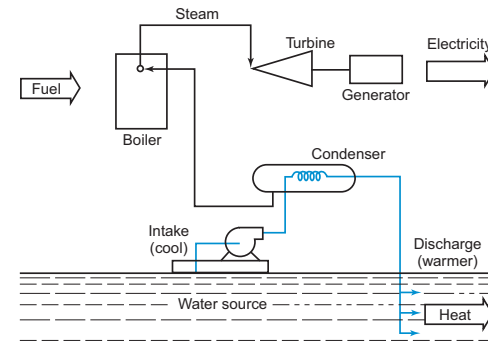 Steam
Turbine
Electricity
Fuel
Generator
Boiler
Condenser
Intake
(cool)
Discharge
(warmer)
Water source
Heat